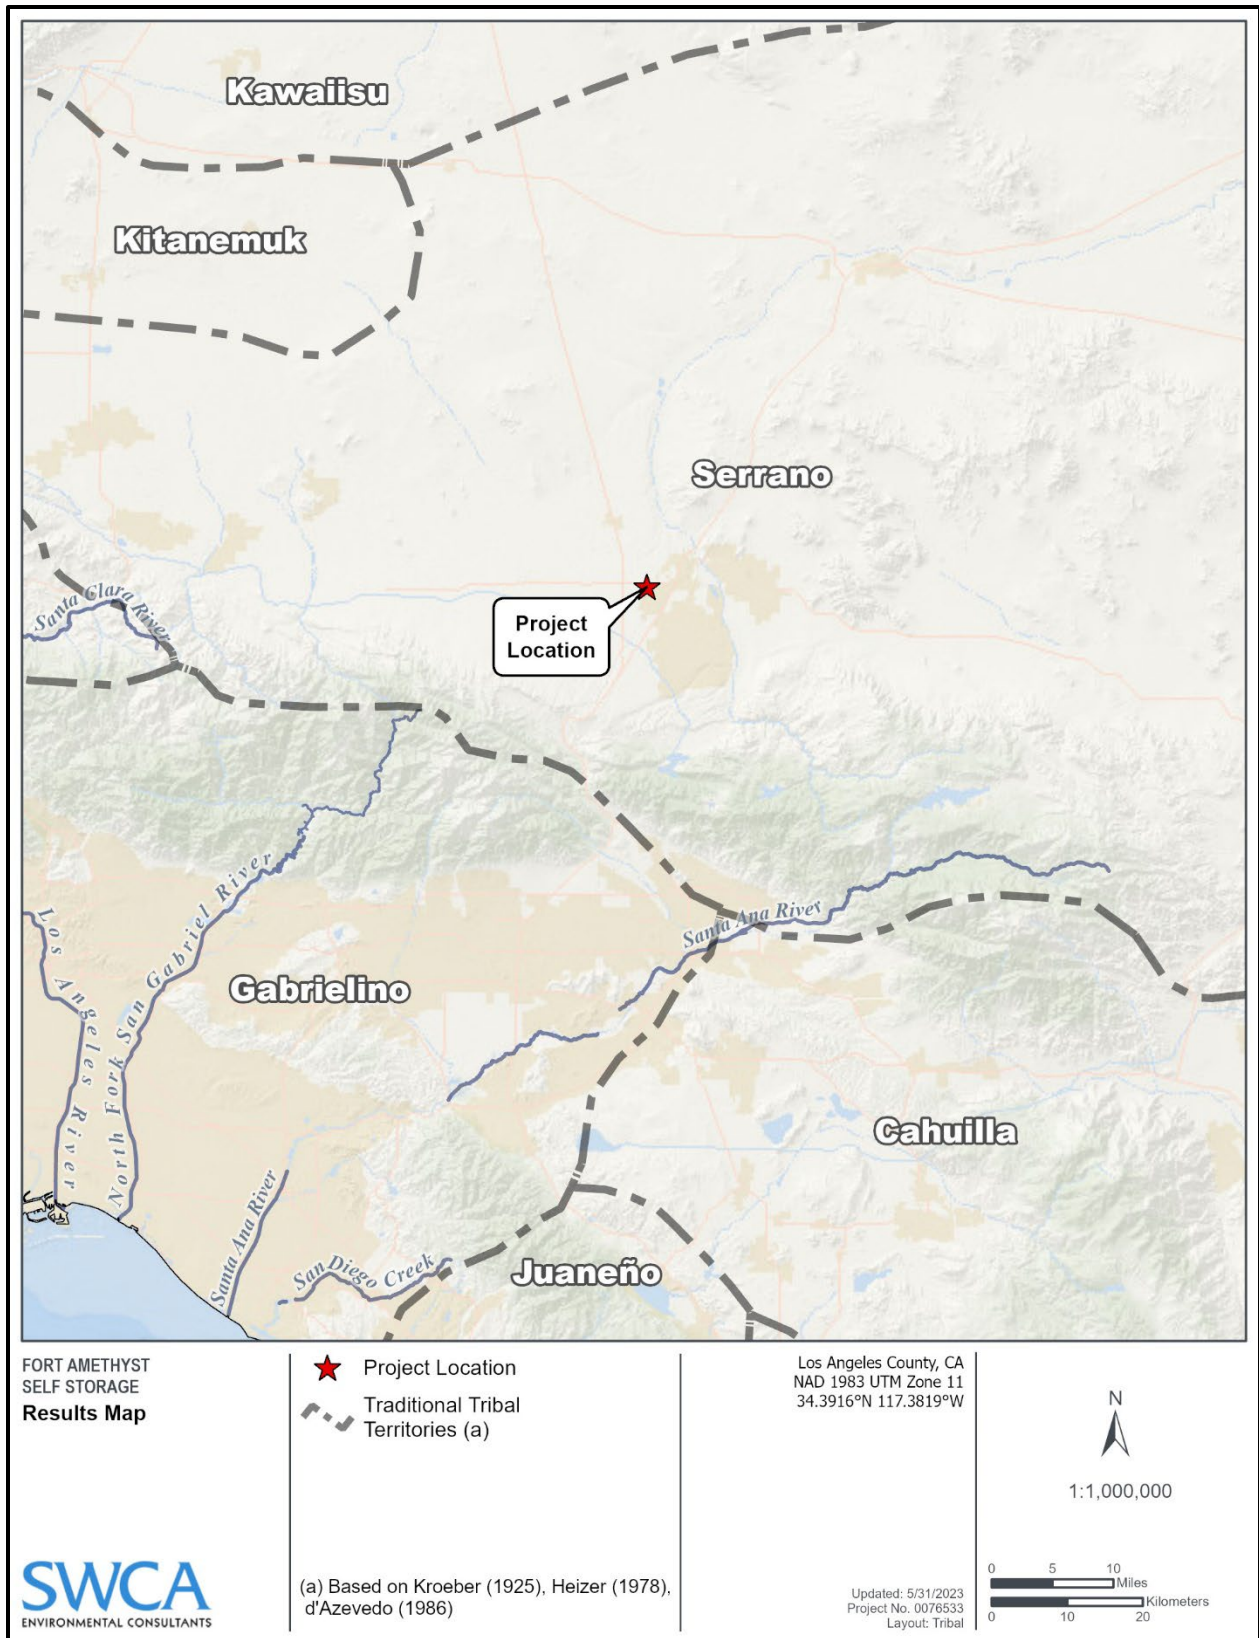 Kawaiisu
Kitanemuk
Serrano
Project
Location
Santa Clara River
Santa Ana River
North Fork San Gabriel River
Los Angeles River
Gabrielino
Cahuilla
Santa Ana River
San Diego Creek
Juaneño
FORT AMETHYST
SELF STORAGE
Results Map
SWCA
ENVIRONMENTAL CONSULTANTS
Project Location
Traditional Tribal
Territories (a)
(a) Based on Kroeber (1925), Heizer (1978),
d'Azevedo (1986)
Los Angeles County, CA
NAD 1983 UTM Zone 11
34.3916°N 117.3819°W
Updated: 5/31/2023
Project No. 0076533
Layout: Tribal
N
1:1,000,000
0 5 10
Miles
Kilometers
0 10 20